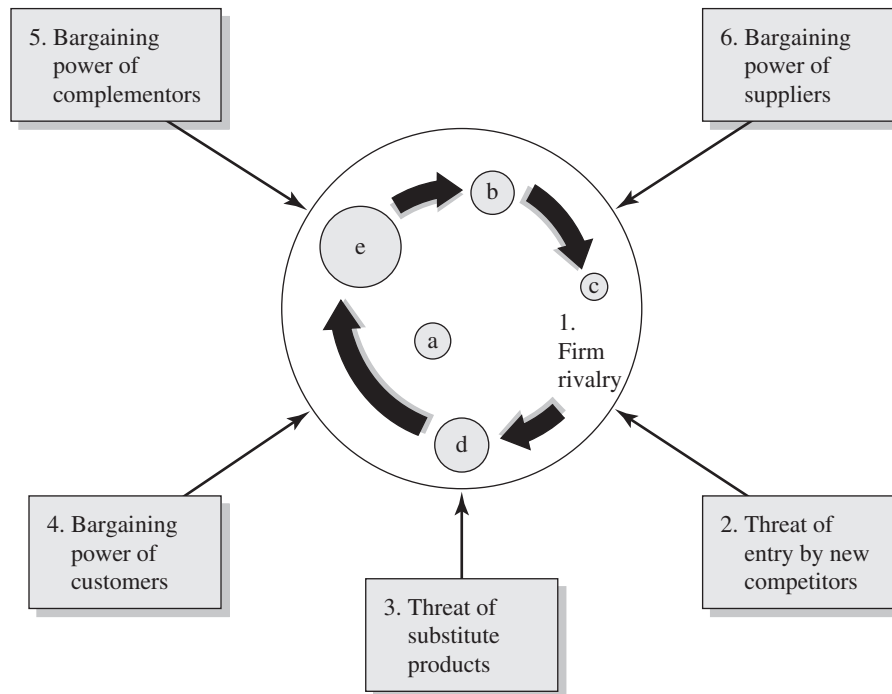 5. Bargaining
power of
complementors
6. Bargaining
power of
suppliers
b
e
c
a
1.
Firm
rivalry
d
4. Bargaining
power of
customers
2. Threat of
entry by new
competitors
3. Threat of
substitute
products